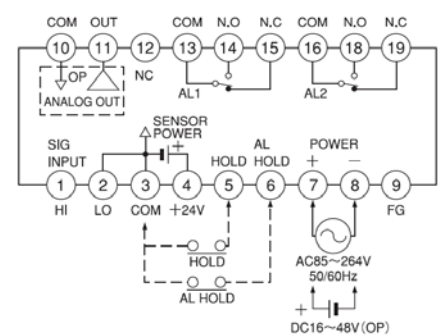 COM OUT COM N.O N.C COM N.O N.C
10 11 12 13 14 15 16 18 19
OP NC
ANALOG OUT AL1 AL2
SENSOR
POWER
SIG
INPUT + HOLD AL
HOLD POWER
+ −
1 2 3 4 5 6 7 8 9
HI LO COM +24V FG
HOLD
AL HOLD
AC85~264V
50/60Hz
+
DC16~48V(OP)